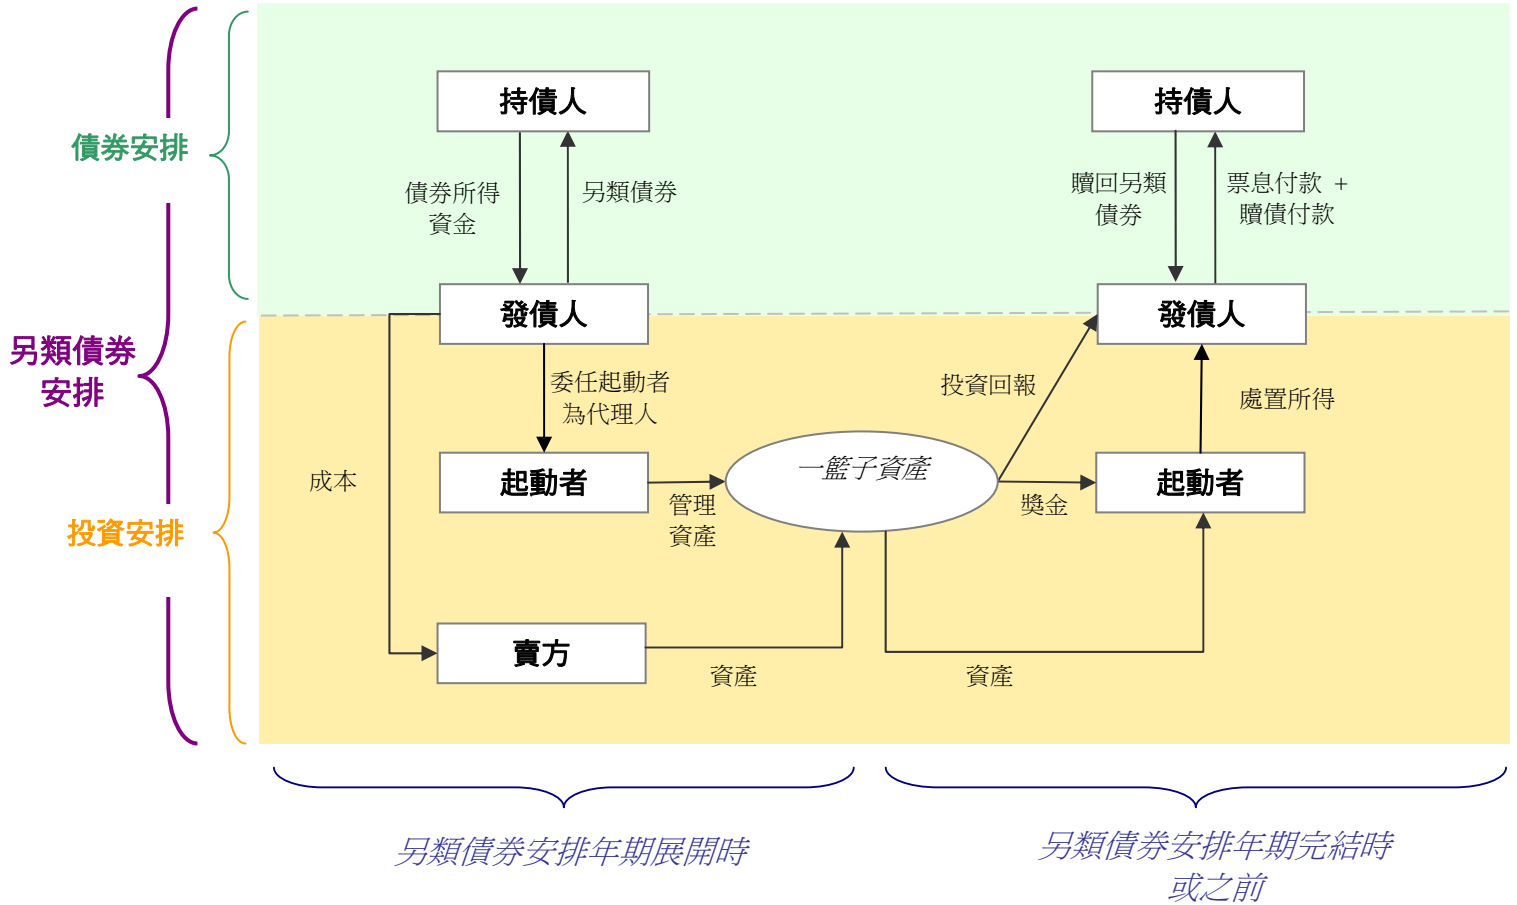 持債人
持債人
債券安排
債券所得
資金
另類債券
贖回另類
債券
票息付款 +
贖債付款
發債人
發債人
另類債券
安排
委任起動者
為代理人
投資回報
處置所得
成本
起動者
管理
資產
一籃子資產
獎金
起動者
投資安排
賣方
資產
資產
另類債券安排年期展開時
另類債券安排年期完結時
或之前